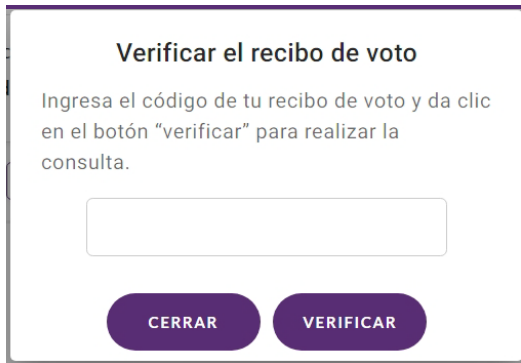 Verificar el recibo de voto
Ingresa el código de tu recibo de voto y da clic
en el botón “verificar” para realizar la
consulta.
CERRAR
VERIFICAR